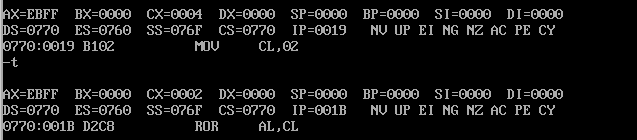 AX=EBFF  BX=0000  CX=0004  DX=0000  SP=0000  BP=0000  SI=0000  DI=0000
DS=0770  ES=0760  SS=076F  CS=0770  IP=0019   NV UP EI NG NZ AC PE CY
0770:0019 B102          MOV     CL,02
-t
AX=EBFF  BX=0000  CX=0002  DX=0000  SP=0000  BP=0000  SI=0000  DI=0000
DS=0770  ES=0760  SS=076F  CS=0770  IP=001B   NV UP EI NG NZ AC PE CY
0770:001B D2C8          ROR     AL,CL